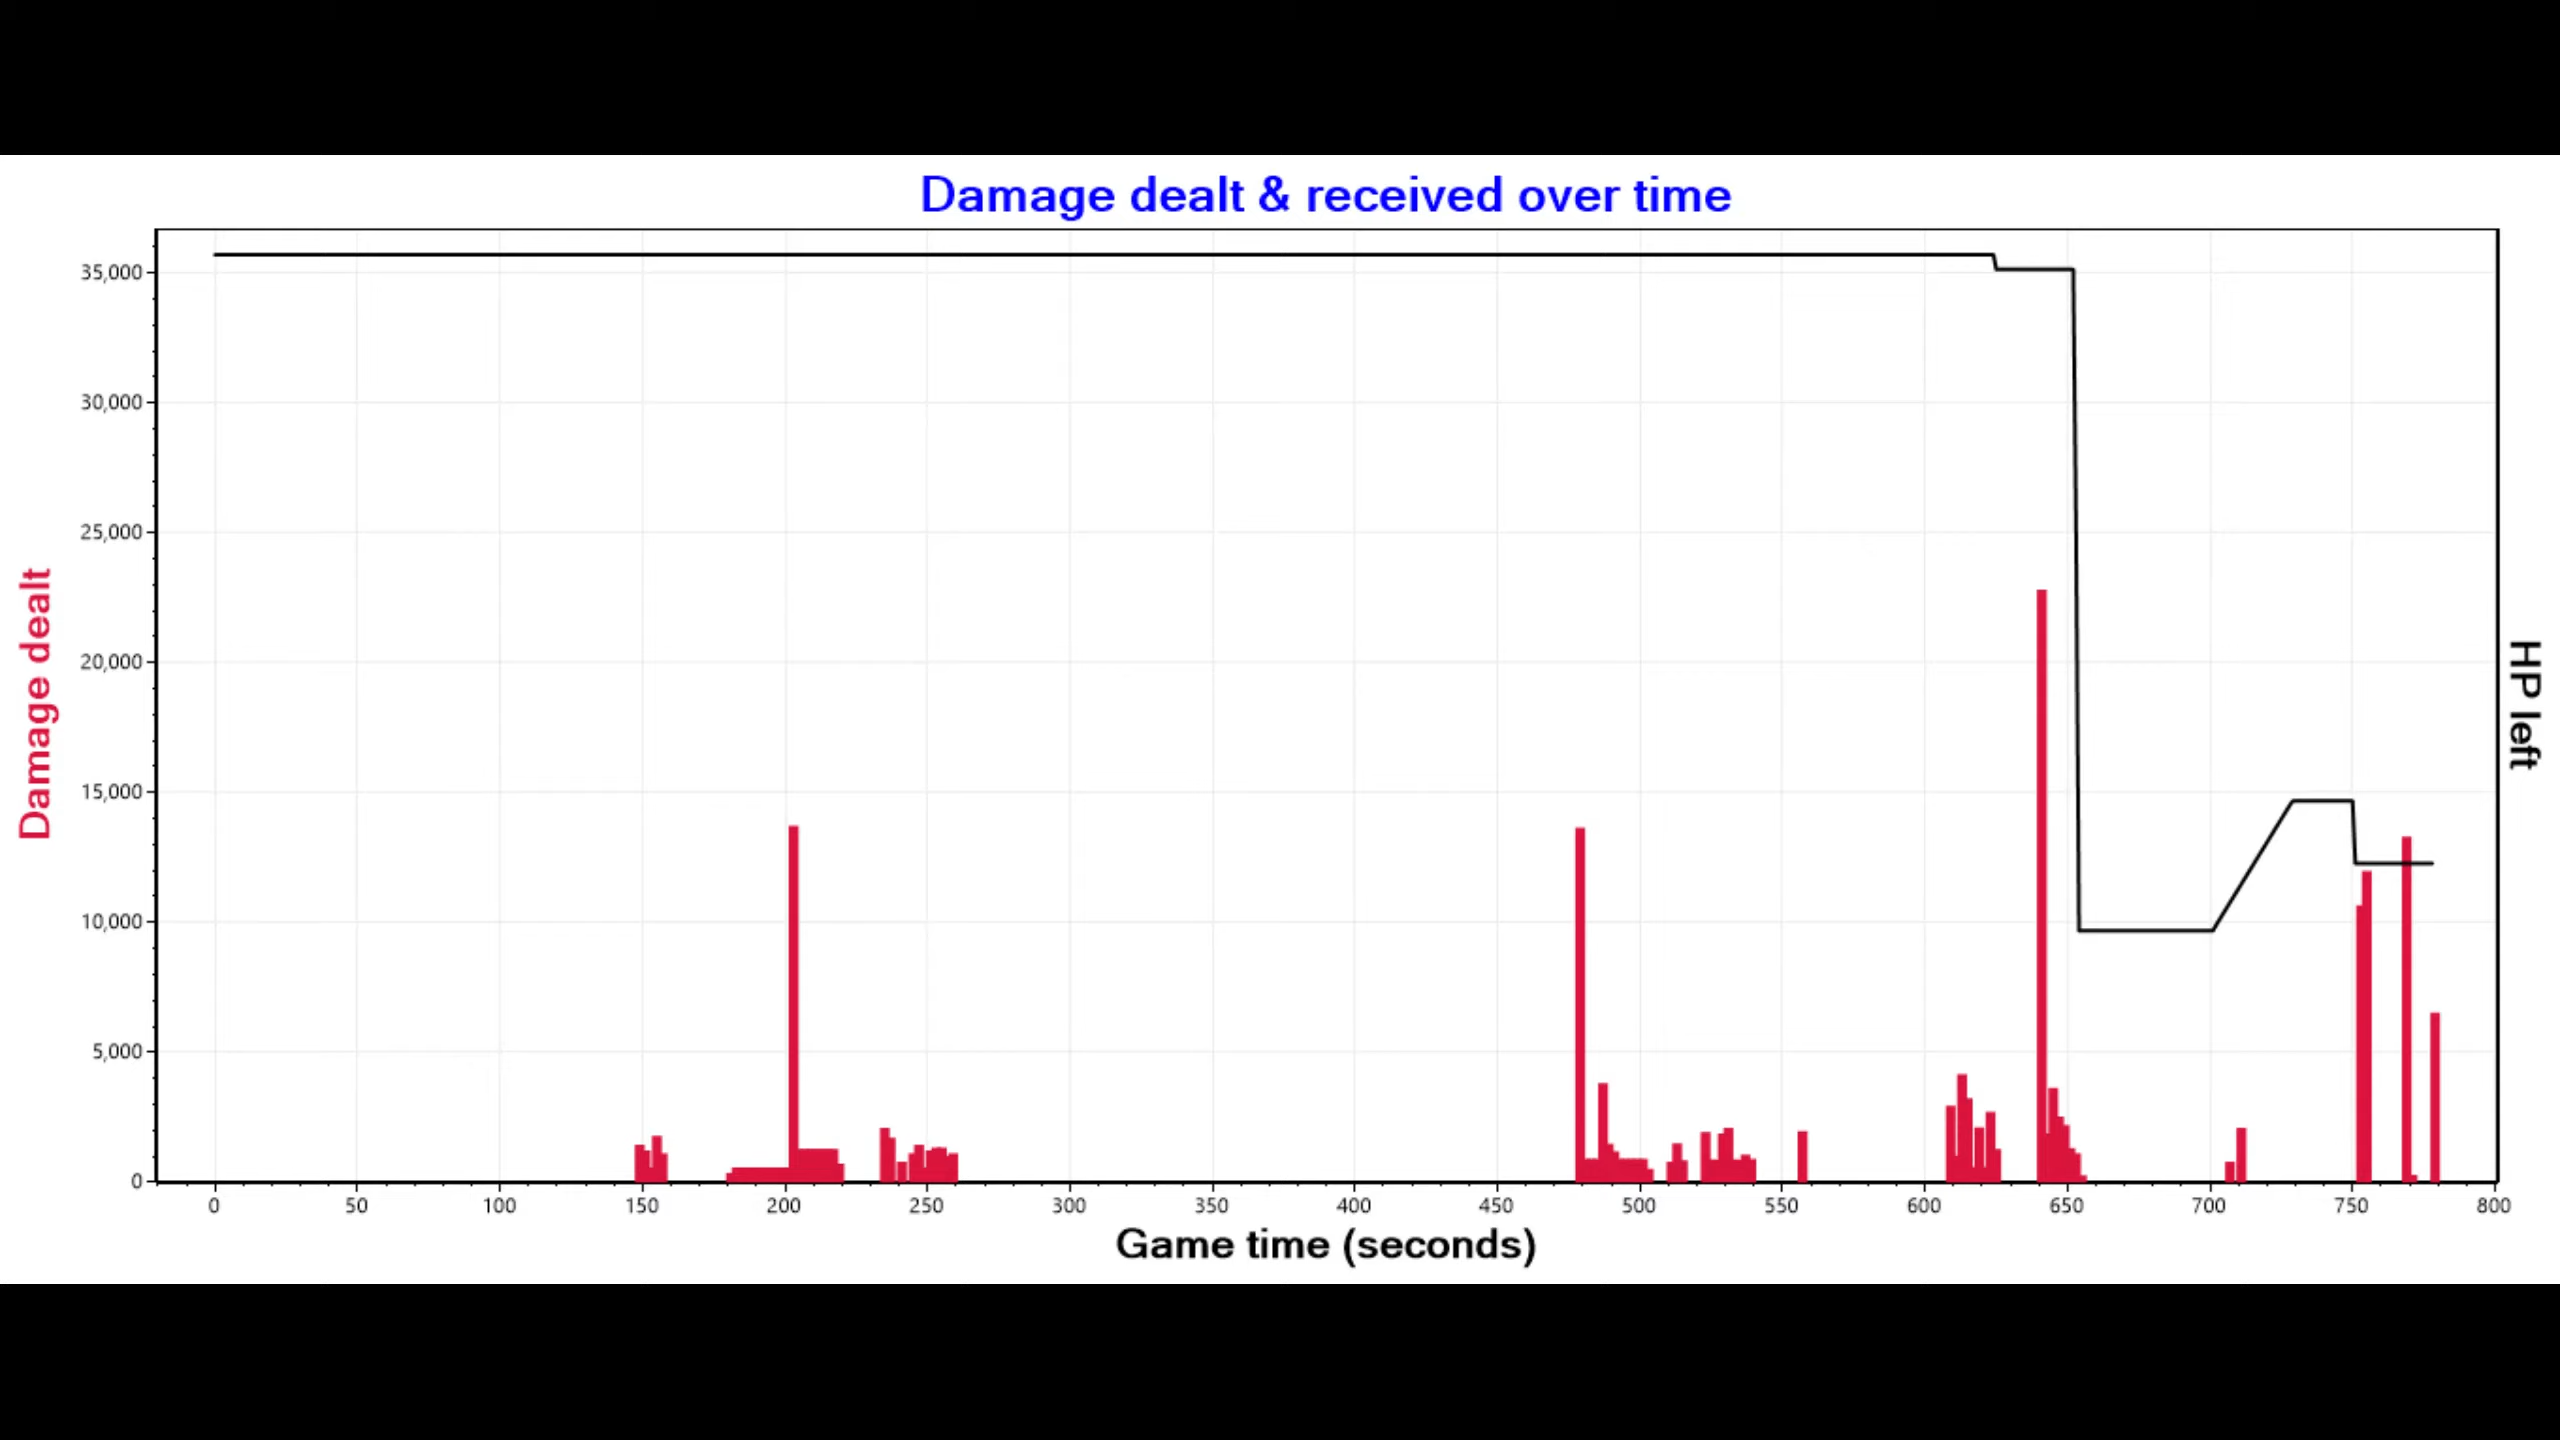 Damage dealt & received over time
35,000
30,000
25,000
20,000
15,000
10,000
5,000
0
Damage dealt
HP left
0 50 100 150 200 250 300 350 400 450 500 550 600 650 700 750 800
Game time (seconds)